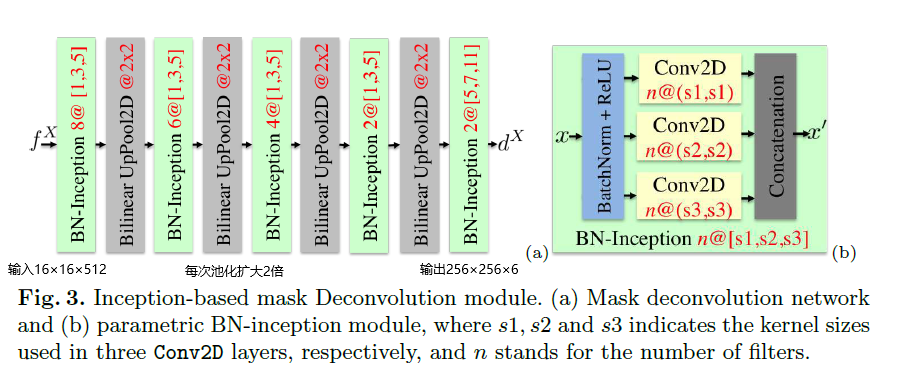 fX
BN-Inception 8@ [1,3,5]
Bilinear UpPool2D @2x2
BN-Inception 6@[1,3,5]
Bilinear UpPool2D @2x2
BN-Inception 4@[1,3,5]
Bilinear UpPool2D @2x2
BN-Inception 2@[1,3,5]
Bilinear UpPool2D @2x2
BN-Inception 2@[5,7,11]
dX
(a)
输入16×16×512
每次池化扩大2倍
输出256×256×6
x
BatchNorm + ReLU
Conv2D
n@(s1,s1)
Conv2D
n@(s2,s2)
Conv2D
n@(s3,s3)
Concatenation
x′
BN-Inception n@[s1,s2,s3]
(b)
Fig. 3. Inception-based mask Deconvolution module. (a) Mask deconvolution network
and (b) parametric BN-inception module, where s1, s2 and s3 indicates the kernel sizes
used in three Conv2D layers, respectively, and n stands for the number of filters.